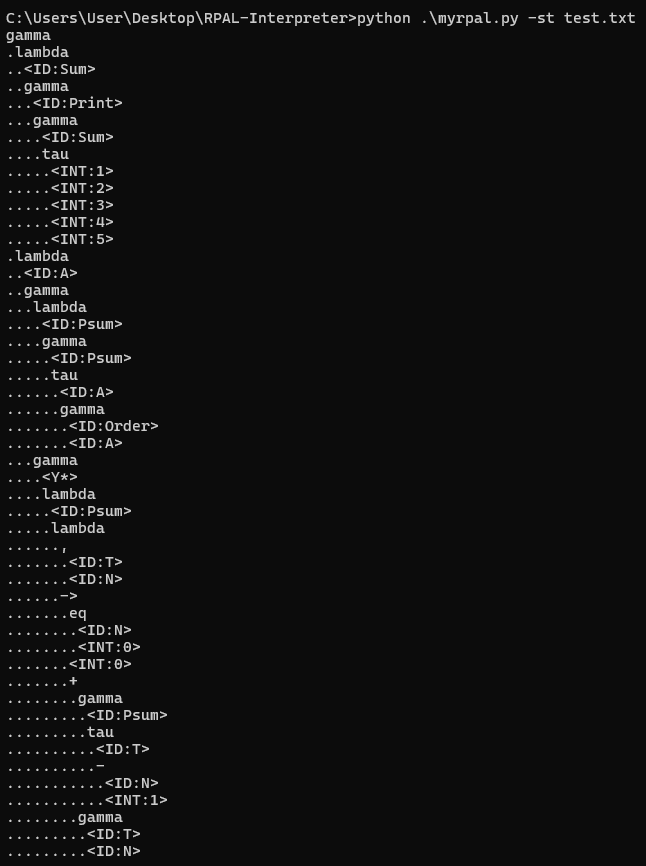 C:\Users\User\Desktop\RPAL-Interpreter>python .\myrpal.py -st test.txt
gamma
.lambda
..<ID:Sum>
..gamma
...<ID:Print>
...gamma
....<ID:Sum>
....tau
.....<INT:1>
.....<INT:2>
.....<INT:3>
.....<INT:4>
.....<INT:5>
.lambda
..<ID:A>
..gamma
...lambda
....<ID:Psum>
....gamma
.....<ID:Psum>
.....tau
......<ID:A>
......gamma
.......<ID:Order>
.......<ID:A>
...gamma
....<Y*>
....lambda
.....<ID:Psum>
.....lambda
......,
.......<ID:T>
.......<ID:N>
......->
.......eq
........<ID:N>
........<INT:0>
.......<INT:0>
.......+
........gamma
.........<ID:Psum>
.........tau
..........<ID:T>
..........-
...........<ID:N>
...........<INT:1>
........gamma
.........<ID:T>
.........<ID:N>